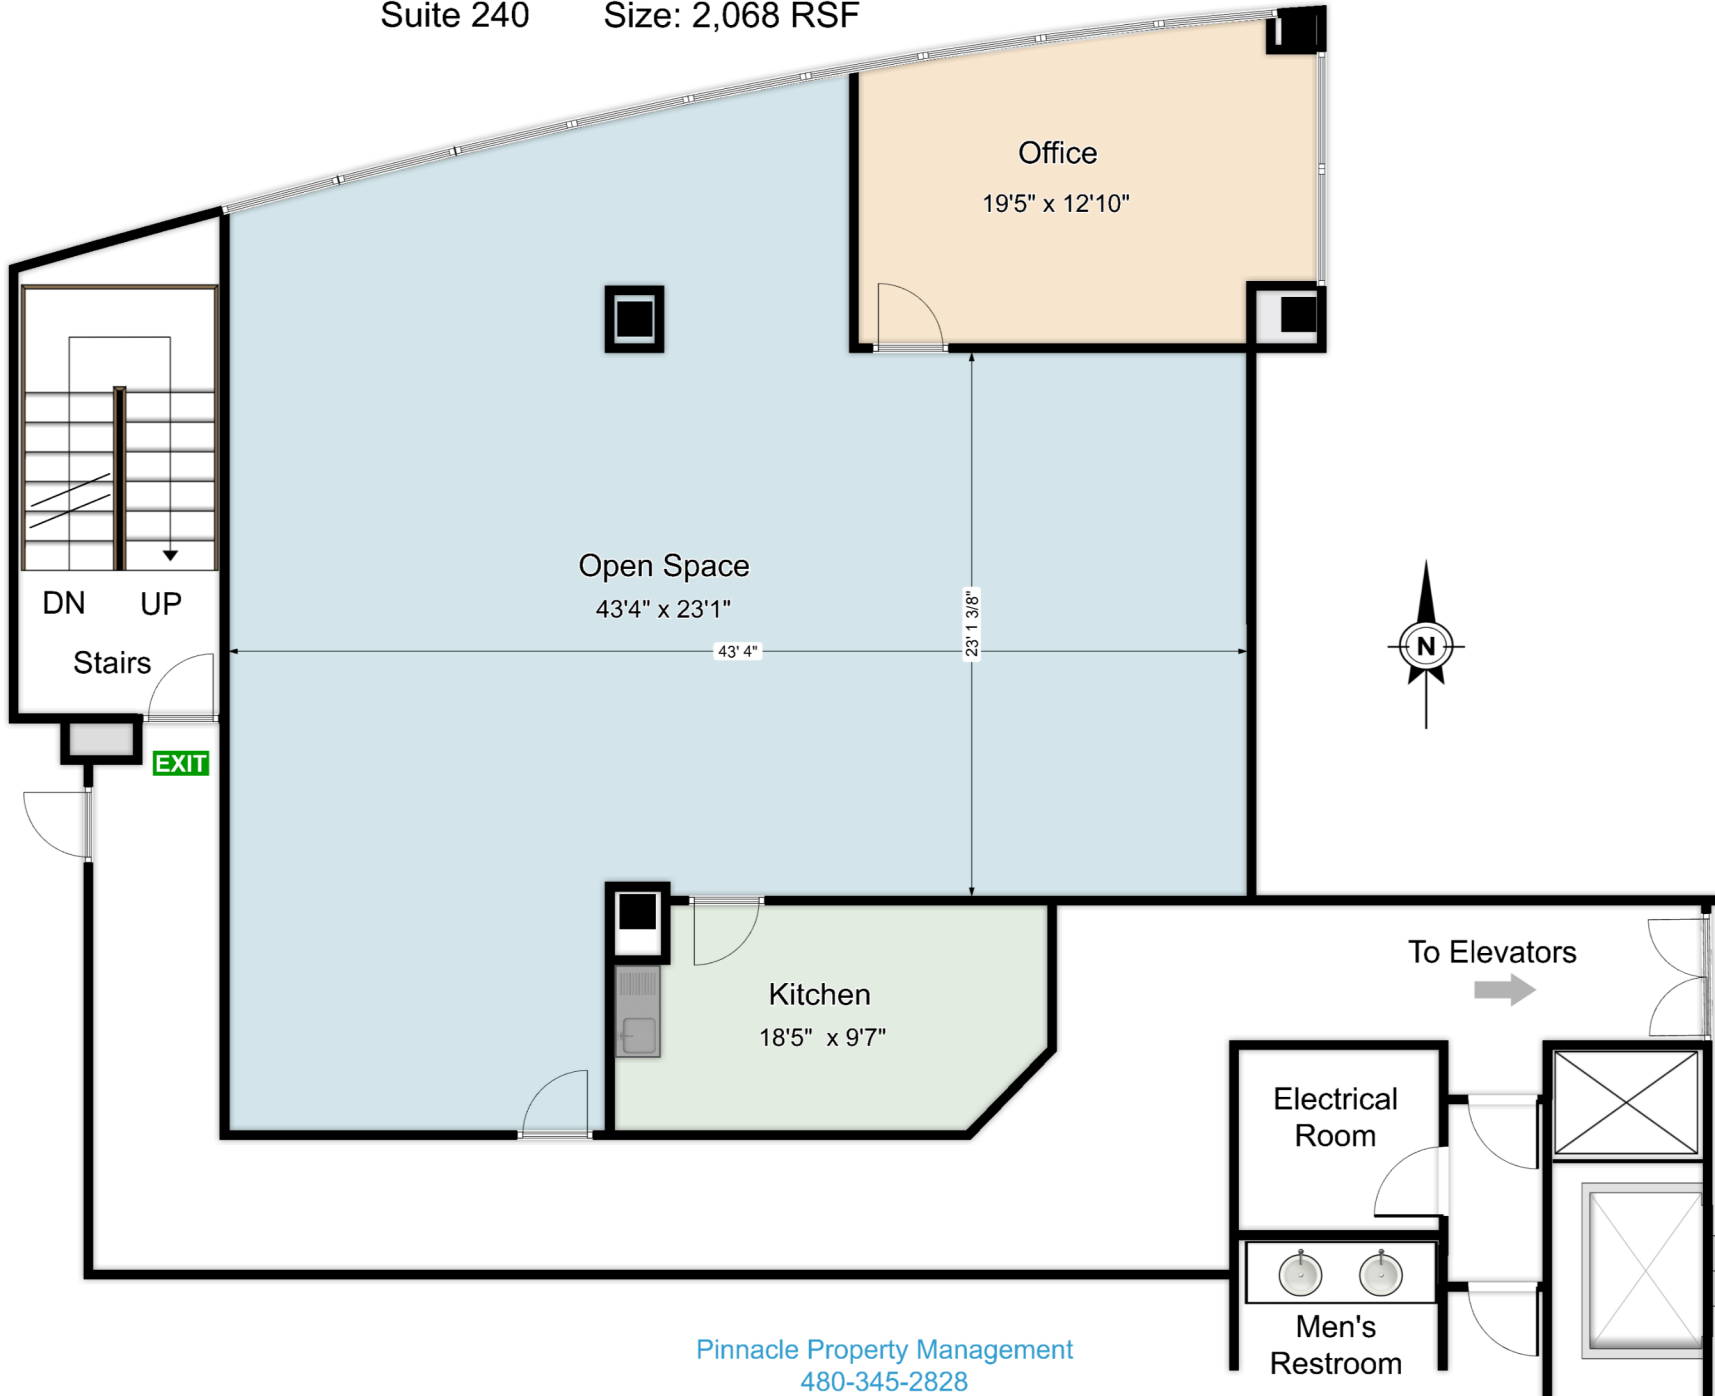 Suite 240 Size: 2,068 RSF
Office
19'5" x 12'10"
Open Space
43'4" x 23'1"
43' 4"
23' 1 3/8"
DN UP
Stairs
EXIT
N
To Elevators
Kitchen
18'5" x 9'7"
Electrical
Room
Men's
Restroom
Pinnacle Property Management
480-345-2828